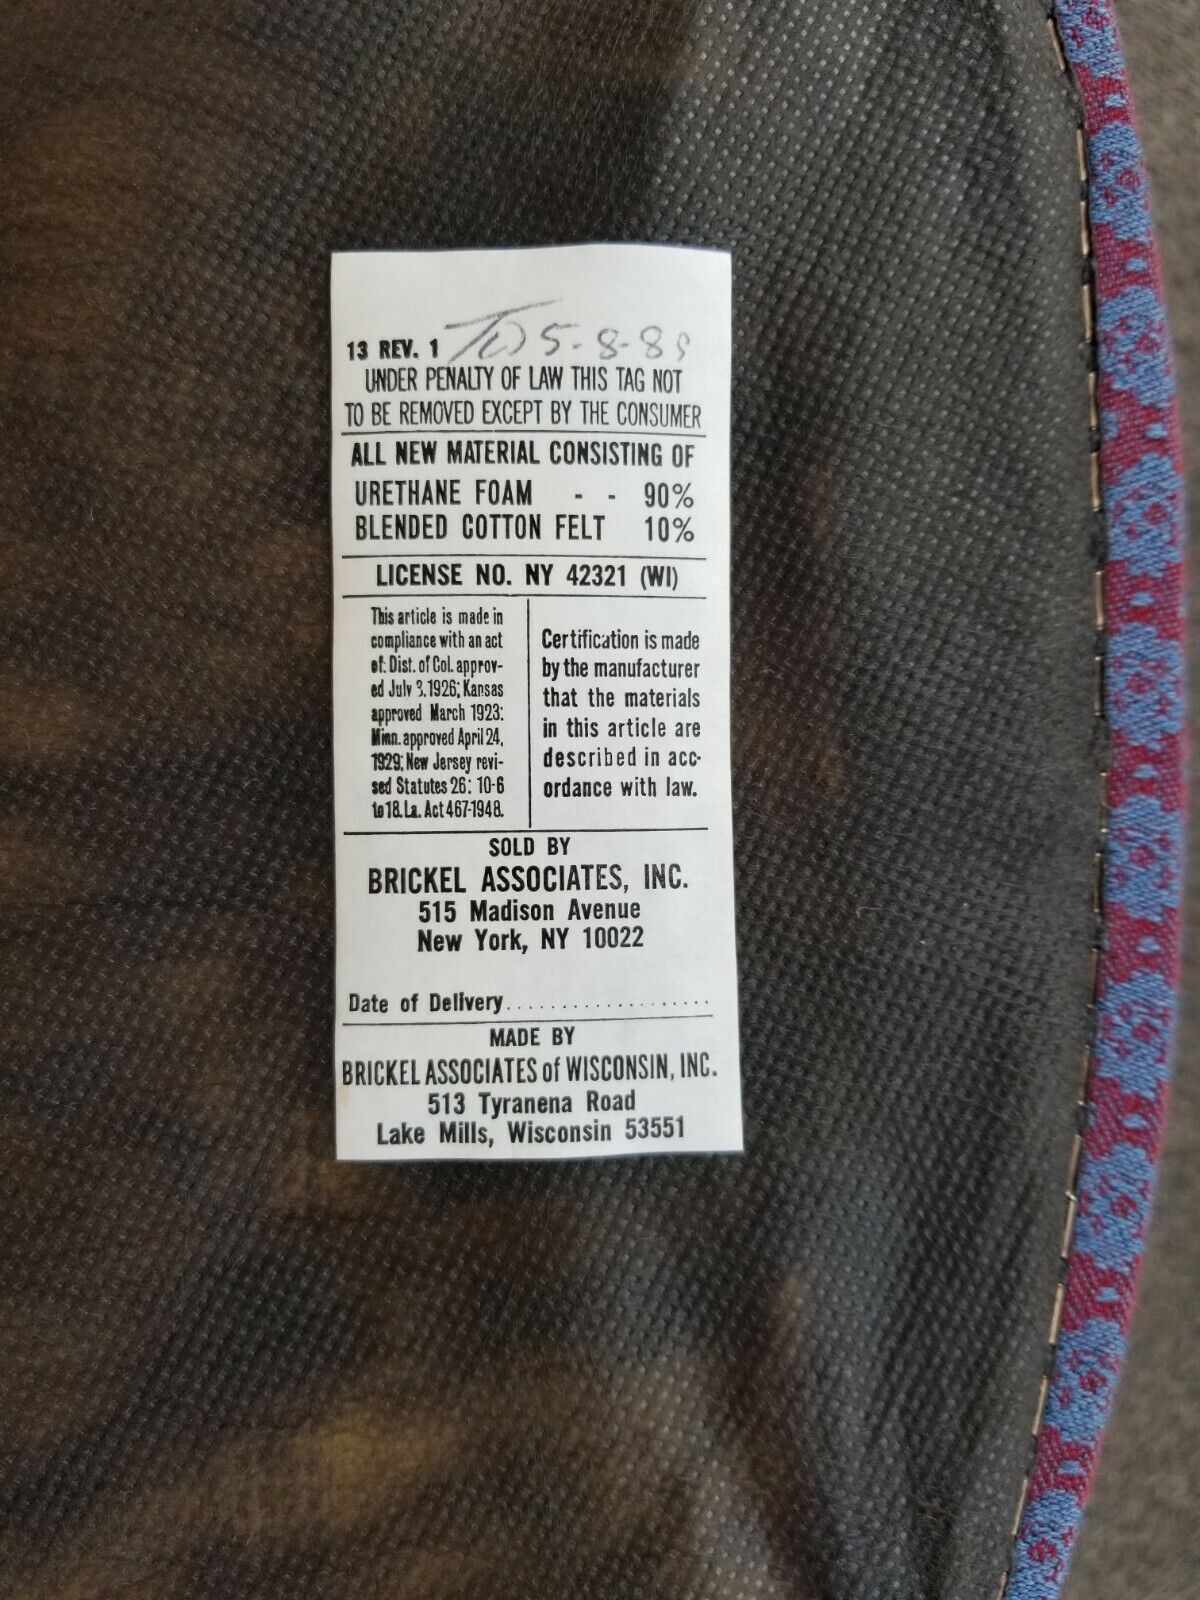 13 REV. 1 5-8-89
UNDER PENALTY OF LAW THIS TAG NOT
TO BE REMOVED EXCEPT BY THE CONSUMER
ALL NEW MATERIAL CONSISTING OF
URETHANE FOAM - - 90%
BLENDED COTTON FELT 10%
LICENSE NO. NY 42321 (WI)
This article is made in
compliance with an act
of: Dist. of Col. approv-
ed July 3, 1926; Kansas
approved March 1923:
Minn. approved April 24,
1929; New Jersey revi-
sed Statutes 26: 10-6
to 18. La. Act 467-1948.
Certification is made
by the manufacturer
that the materials
in this article are
described in acc-
ordance with law.
SOLD BY
BRICKEL ASSOCIATES, INC.
515 Madison Avenue
New York, NY 10022
Date of Delivery...................
MADE BY
BRICKEL ASSOCIATES of WISCONSIN, INC.
513 Tyranena Road
Lake Mills, Wisconsin 53551